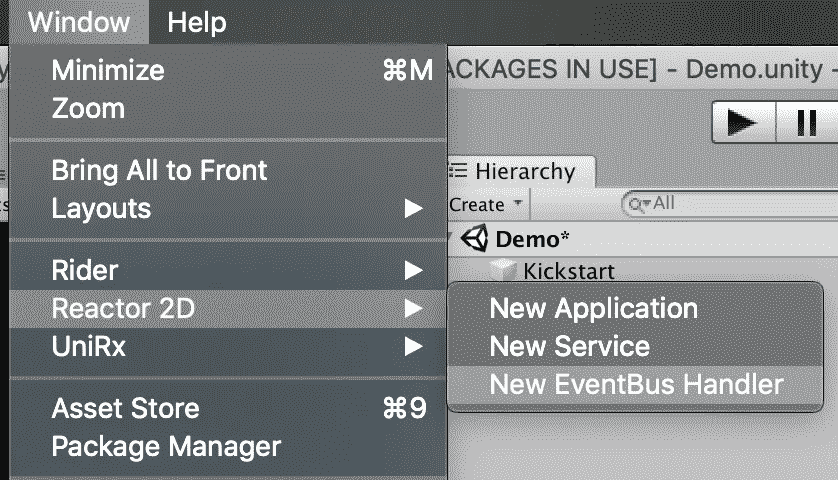 Window Help
Minimize ⌘M
ACKAGES IN USE] - Demo.unity -
Zoom
Bring All to Front
Hierarchy
Layouts
Create All
Demo*
Rider
Kickstart
Reactor 2D
New Application
UniRx
New Service
New EventBus Handler
Asset Store ⌘9
Package Manager